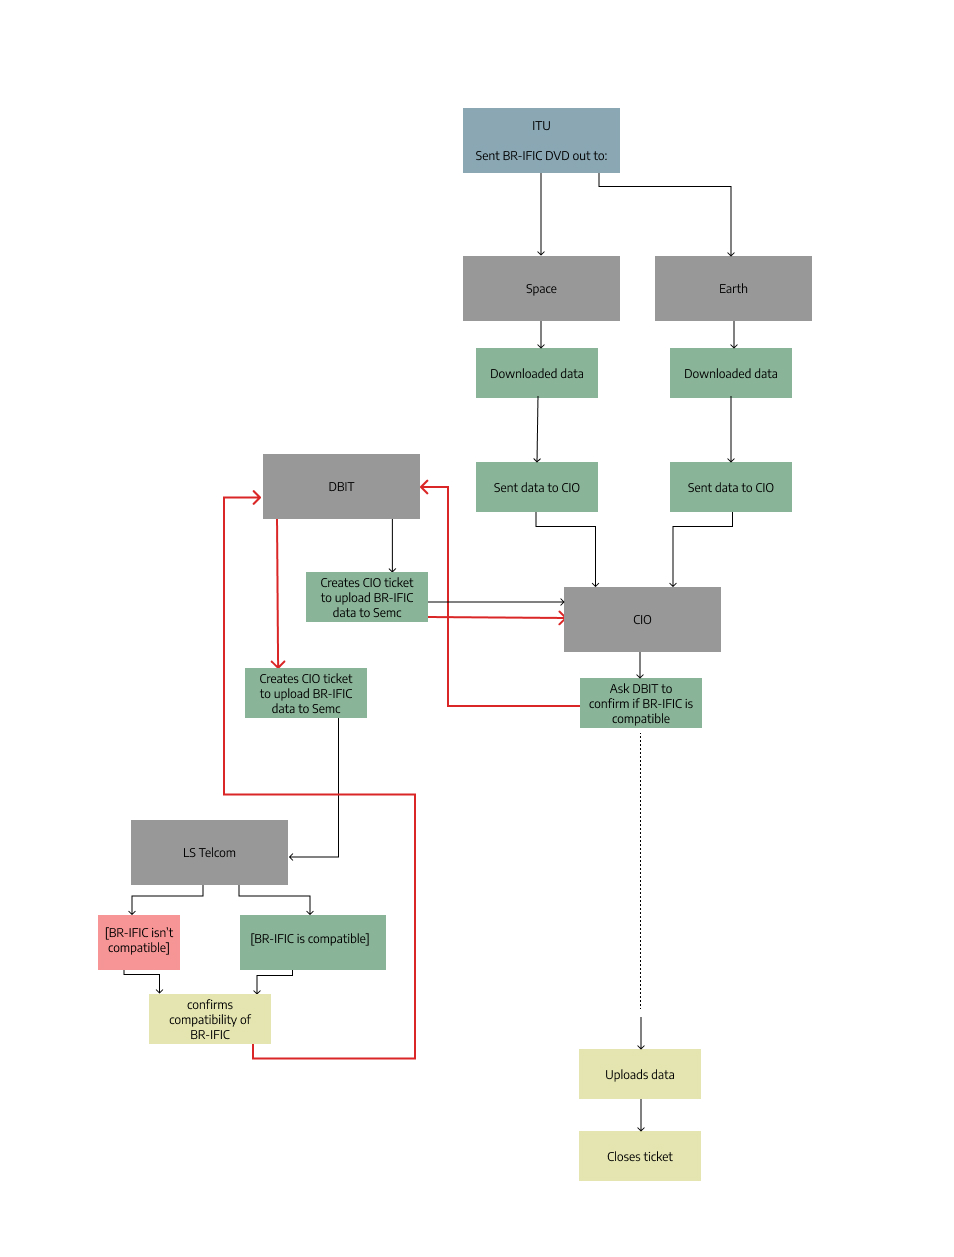 ITU
Sent BR-IFIC DVD out to:
Space
Earth
Downloaded data
Downloaded data
DBIT
Sent data to CIO
Sent data to CIO
Creates CIO ticket
to upload BR-IFIC
data to Semc
CIO
Creates CIO ticket
to upload BR-IFIC
data to Semc
Ask DBIT to
confirm if BR-IFIC is
compatible
LS Telcom
[BR-IFIC isn't
compatible]
[BR-IFIC is compatible]
confirms
compatibility of
BR-IFIC
Uploads data
Closes ticket